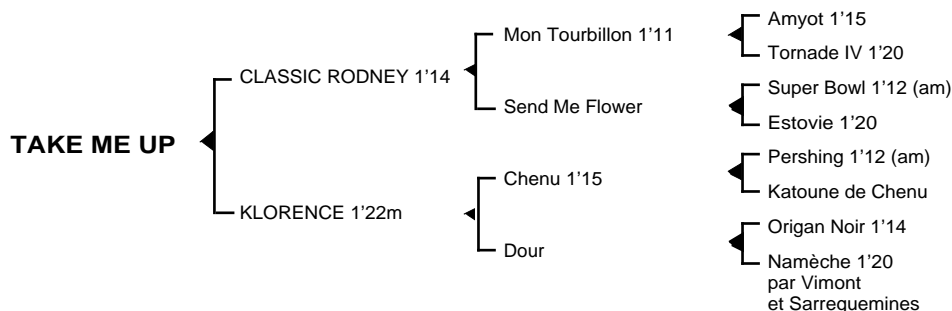 TAKE ME UP
CLASSIC RODNEY 1’14
KLORENCE 1’22m
Mon Tourbillon 1’11
Send Me Flower
Chenu 1’15
Dour
Amyot 1’15
Tornade IV 1’20
Super Bowl 1’12 (am)
Estovie 1’20
Pershing 1’12 (am)
Katoune de Chenu
Origan Noir 1’14
Namèche 1’20
par Vimont
et Sarreguemines